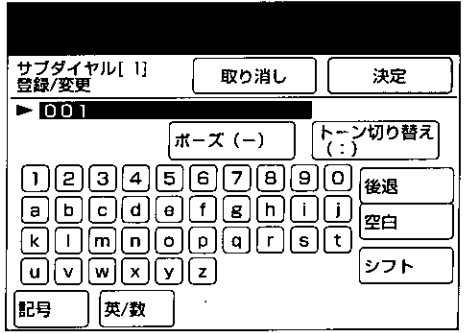 サブダイヤル[ 1]
登録/変更
取り消し
決定
► 001
ポーズ (−)
トーン切り替え
(:)
1 2 3 4 5 6 7 8 9 0
後退
a b c d e f g h i j
空白
k l m n o p q r s t
u v w x y z
シフト
記号
英/数